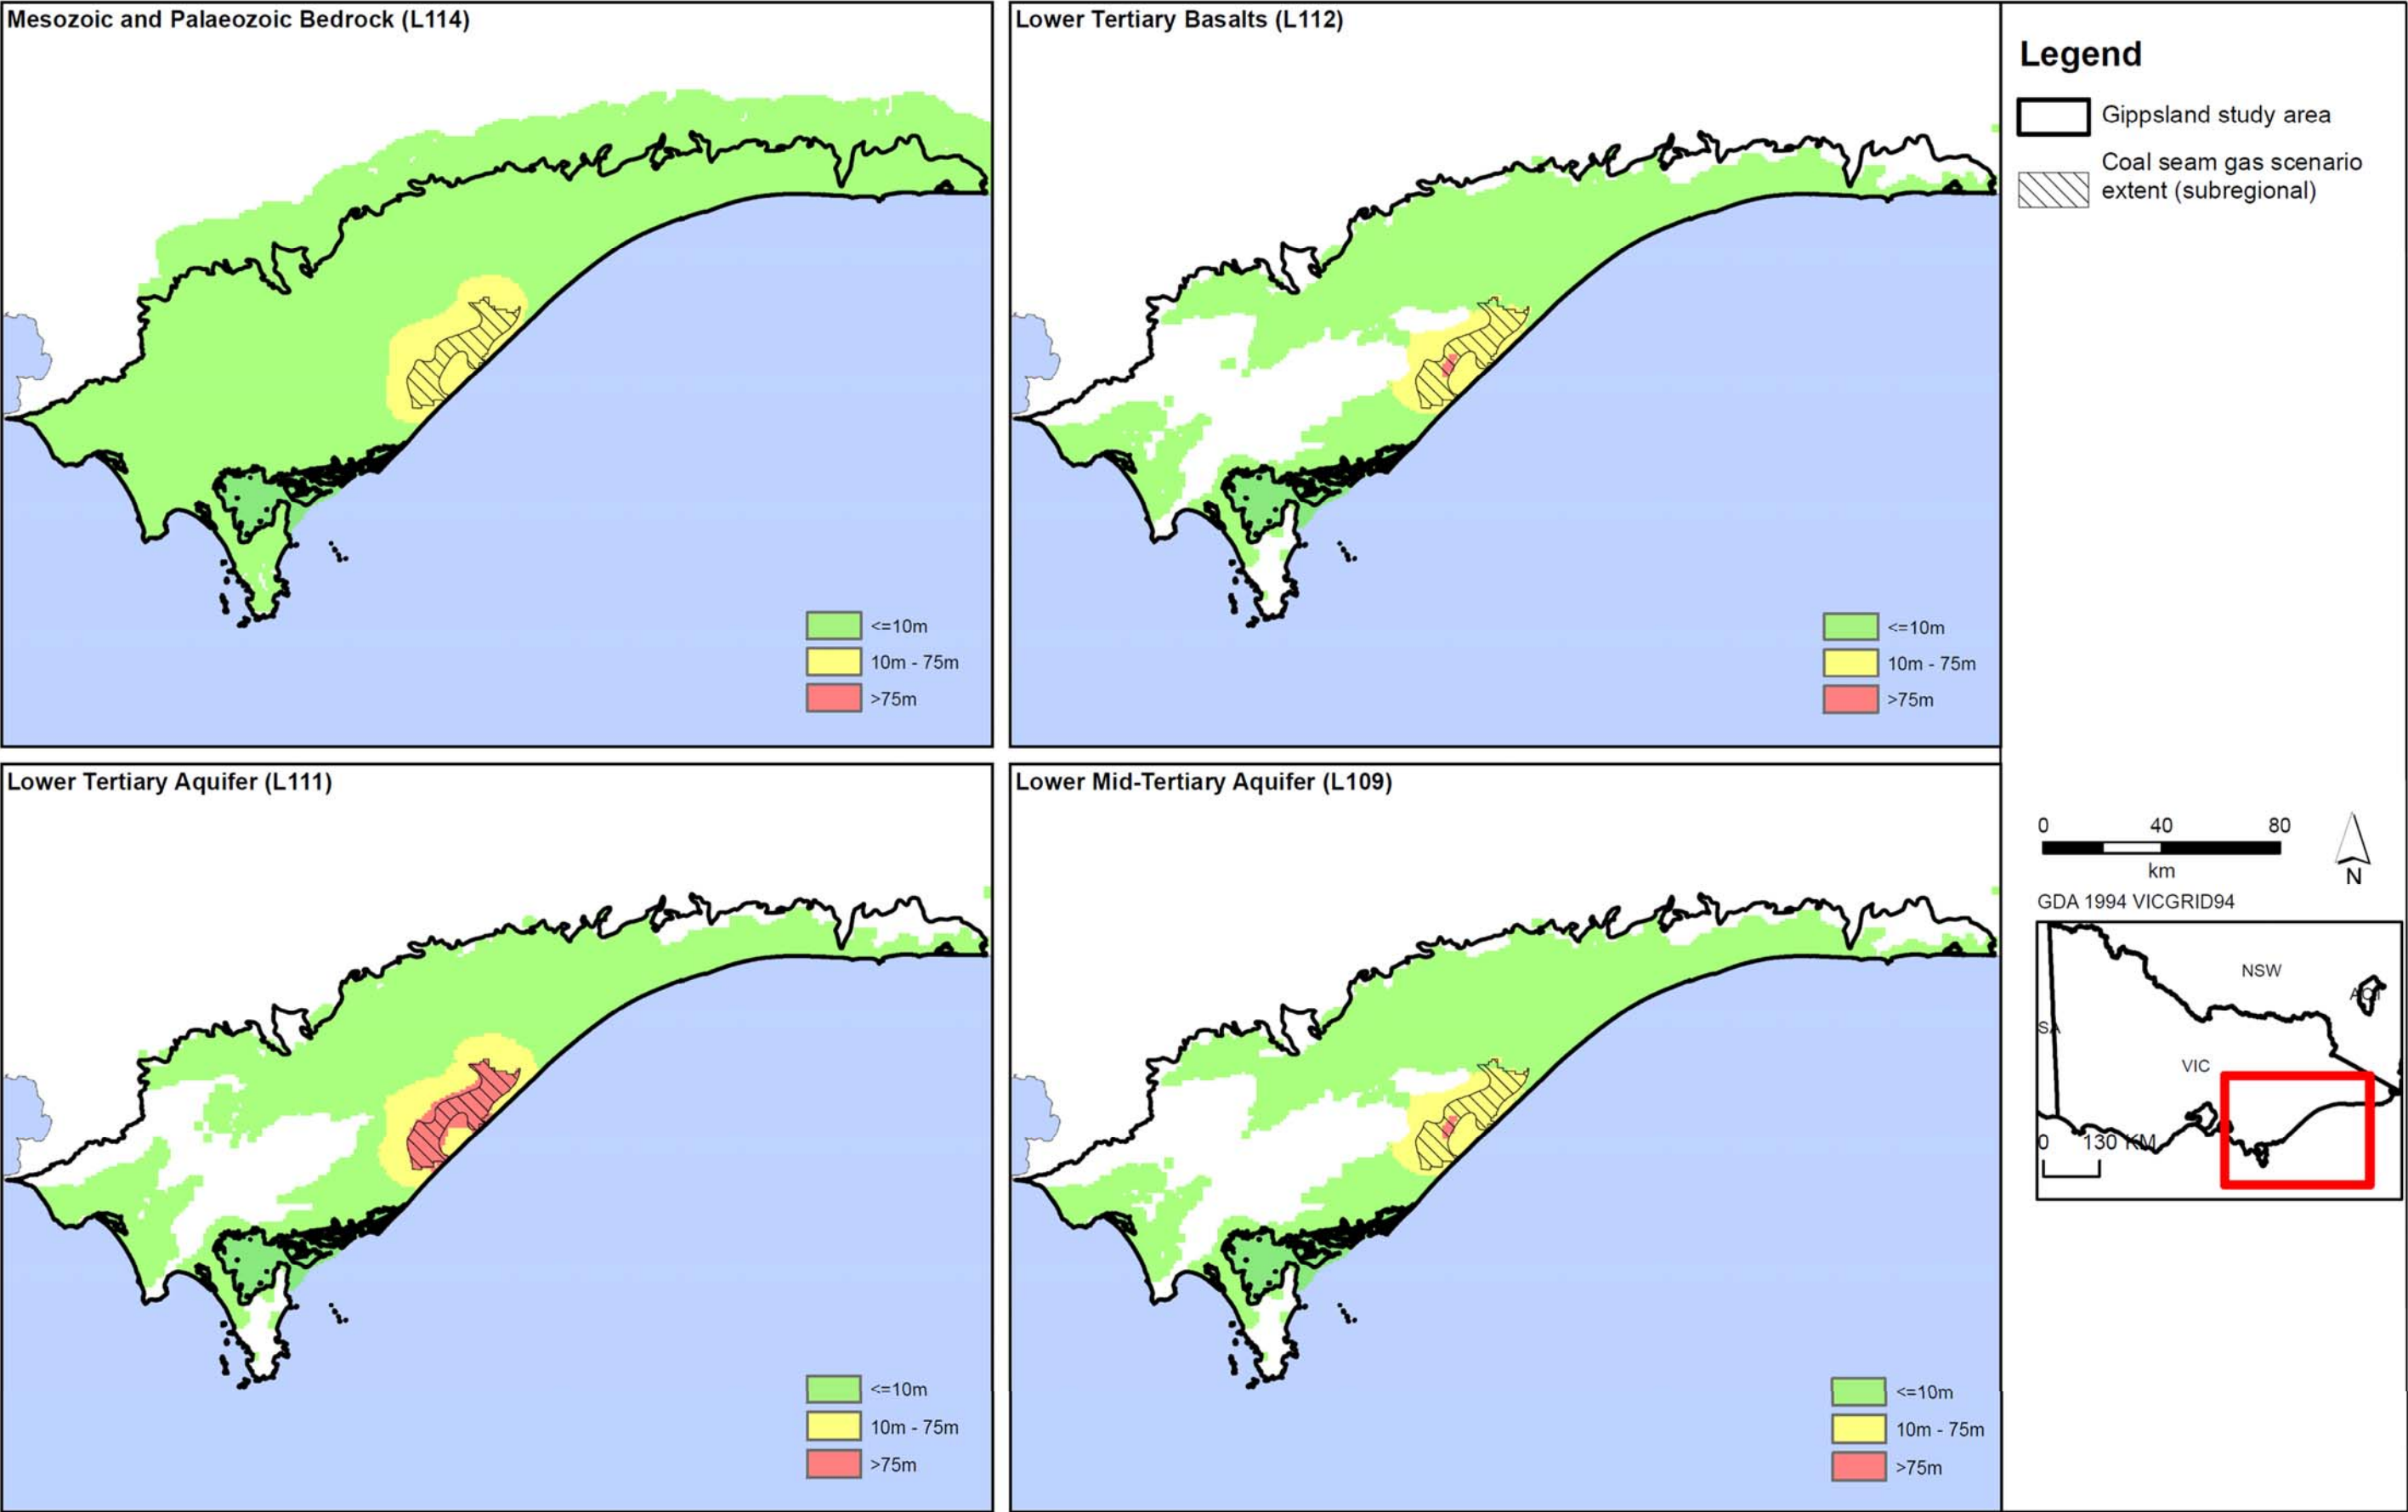 Mesozoic and Palaeozoic Bedrock (L114)
<=10m
10m - 75m
>75m
Lower Tertiary Basalts (L112)
<=10m
10m - 75m
>75m
Legend
Gippsland study area
Coal seam gas scenario
extent (subregional)
Lower Tertiary Aquifer (L111)
<=10m
10m - 75m
>75m
Lower Mid-Tertiary Aquifer (L109)
<=10m
10m - 75m
>75m
0 40 80
km
N
GDA 1994 VICGRID94
NSW
ACT
SA
VIC
0 130 KM